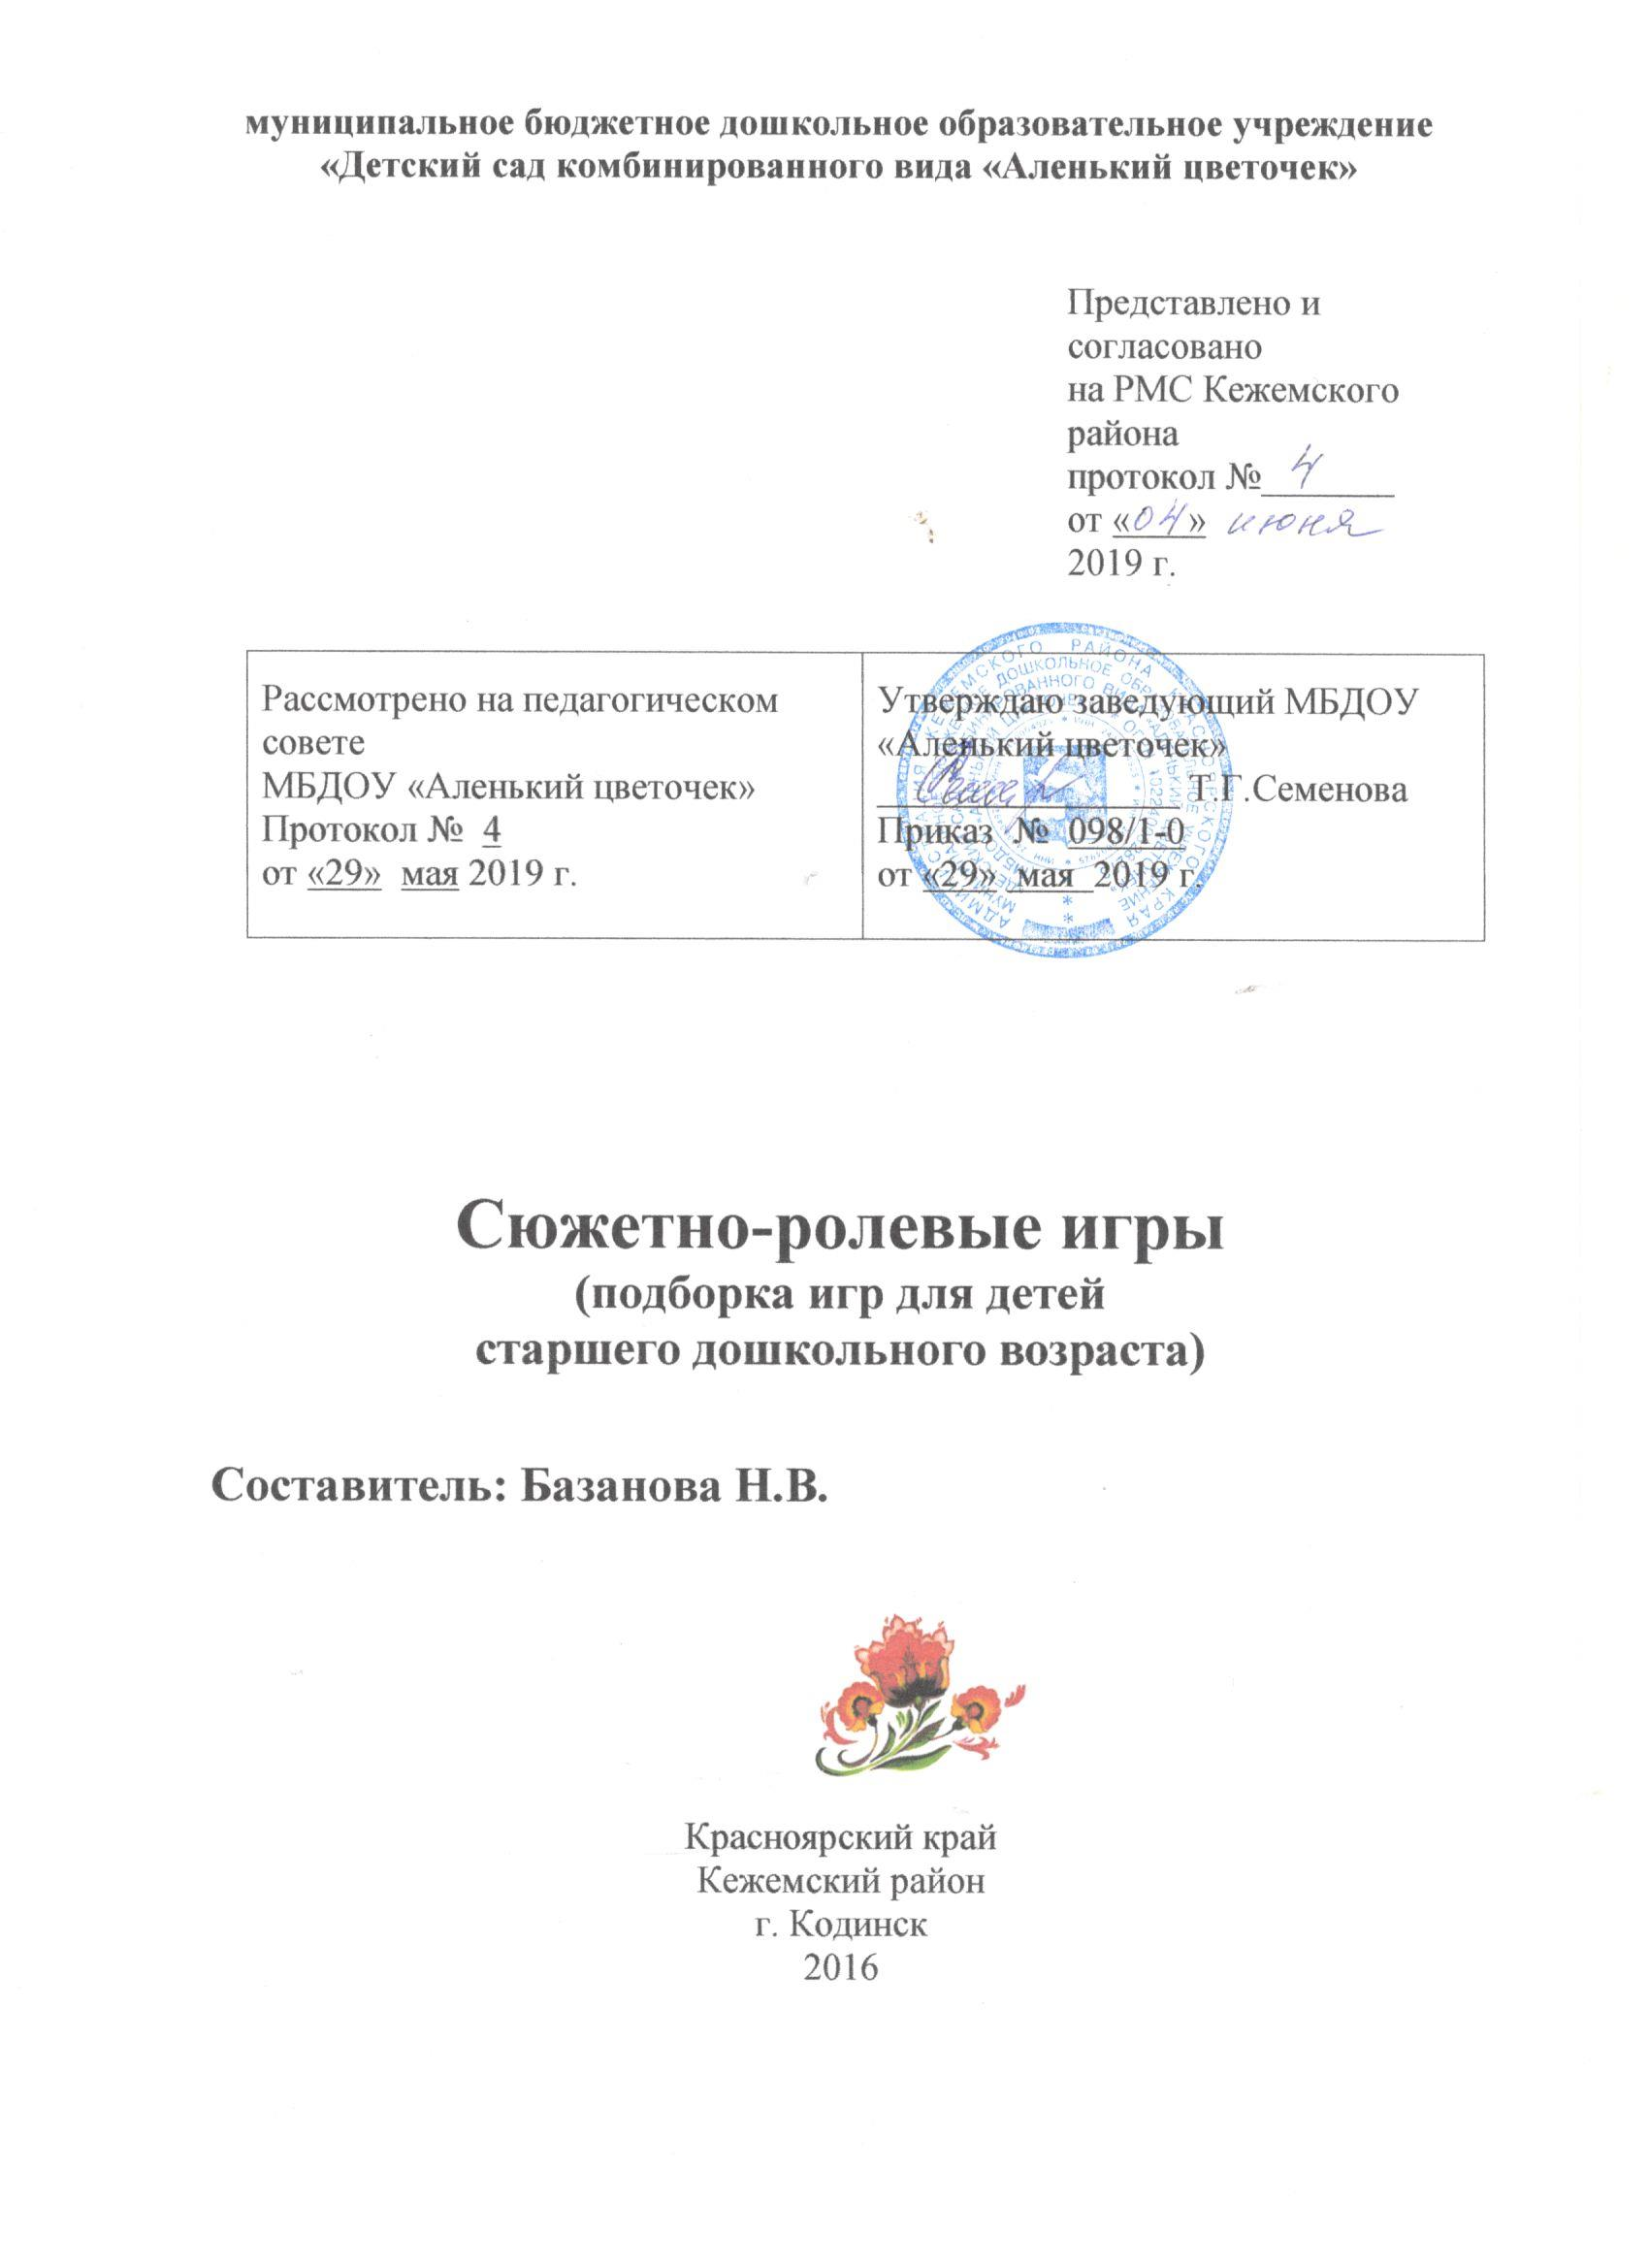 муниципальное бюджетное дошкольное образовательное учреждение
«Детский сад комбинированного вида «Аленький цветочек»
Представлено и
согласовано
на РМС Кежемского
района
протокол № 4
от «04» июня
2019 г.
Рассмотрено на педагогическом
совете
МБДОУ «Аленький цветочек»
Протокол № 4
от «29» мая 2019 г.
Утверждаю заведующий МБДОУ
«Аленький цветочек»
Т.Г.Семенова
Приказ № 098/1-0
от «29» мая 2019 г.
Сюжетно-ролевые игры
(подборка игр для детей
старшего дошкольного возраста)
Составитель: Базанова Н.В.
Красноярский край
Кежемский район
г. Кодинск
2016